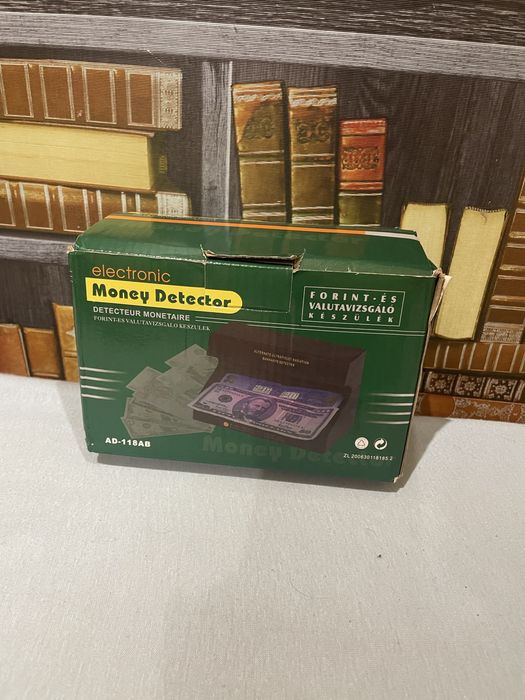 electronic
Money Detector
DETECTEUR MONETAIRE
FORINT-ES VALUTAVIZSGALO KESZULEK
FORINT-ÉS
VALUTAVIZSGÁLÓ
KÉSZÜLÉK
AD-118AB
Money Detector
ZL 200630118185.2